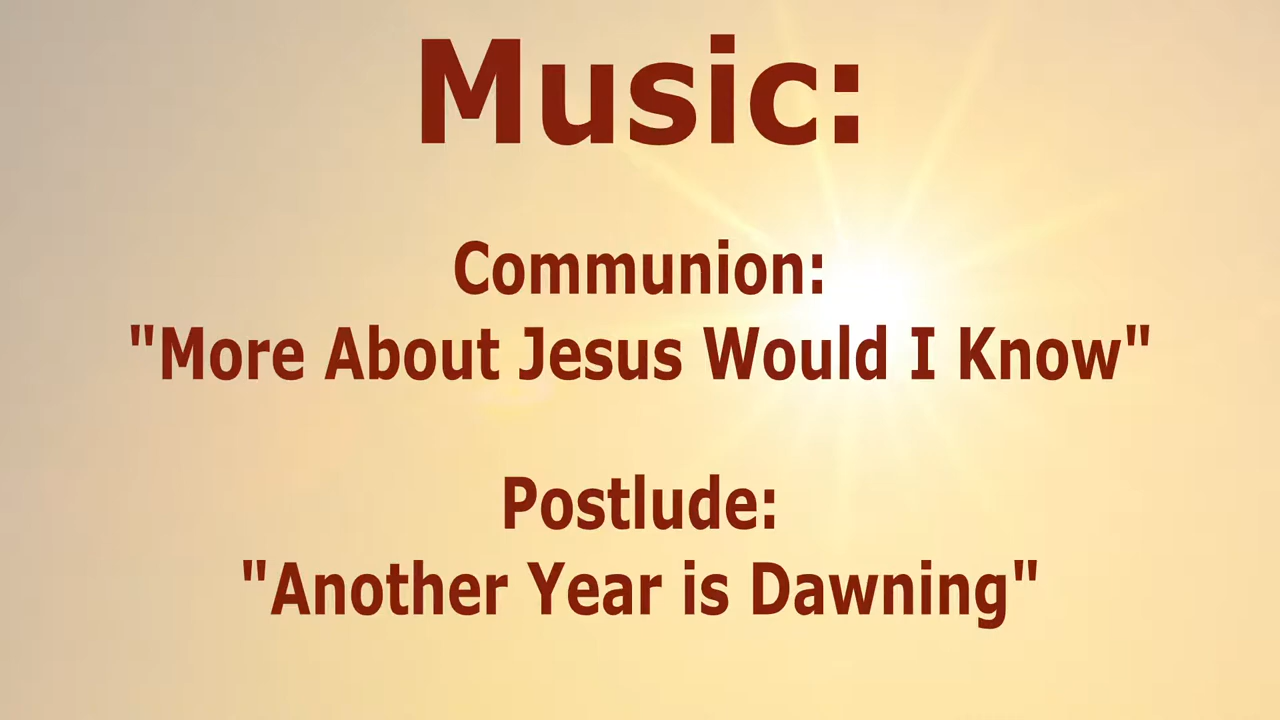 Music:
Communion:
"More About Jesus Would I Know"
Postlude:
"Another Year is Dawning"